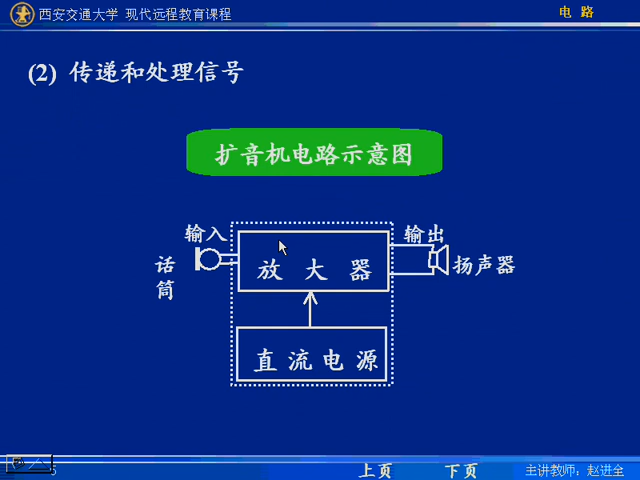 西安交通大学 现代远程教育课程
电 路
(2) 传递和处理信号
扩音机电路示意图
输入
输出
话筒
放 大 器
扬声器
直 流 电 源
5
上页
下页
主讲教师：赵进全